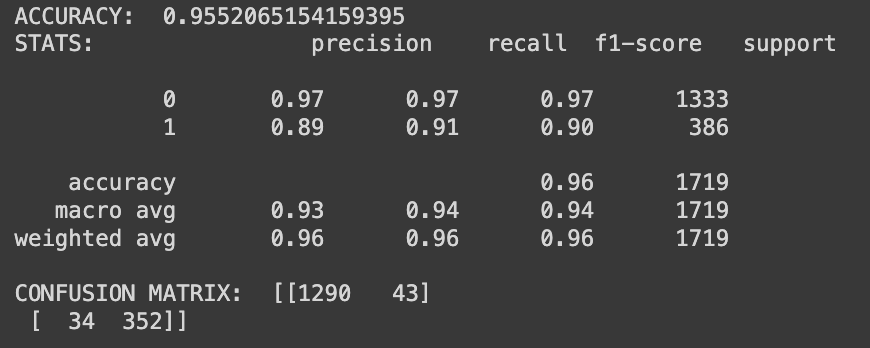 ACCURACY:  0.9552065154159395
STATS:                precision    recall  f1-score   support

           0       0.97      0.97      0.97      1333
           1       0.89      0.91      0.90       386

    accuracy                           0.96      1719
   macro avg       0.93      0.94      0.94      1719
weighted avg       0.96      0.96      0.96      1719

CONFUSION MATRIX:  [[1290   43]
 [  34  352]]